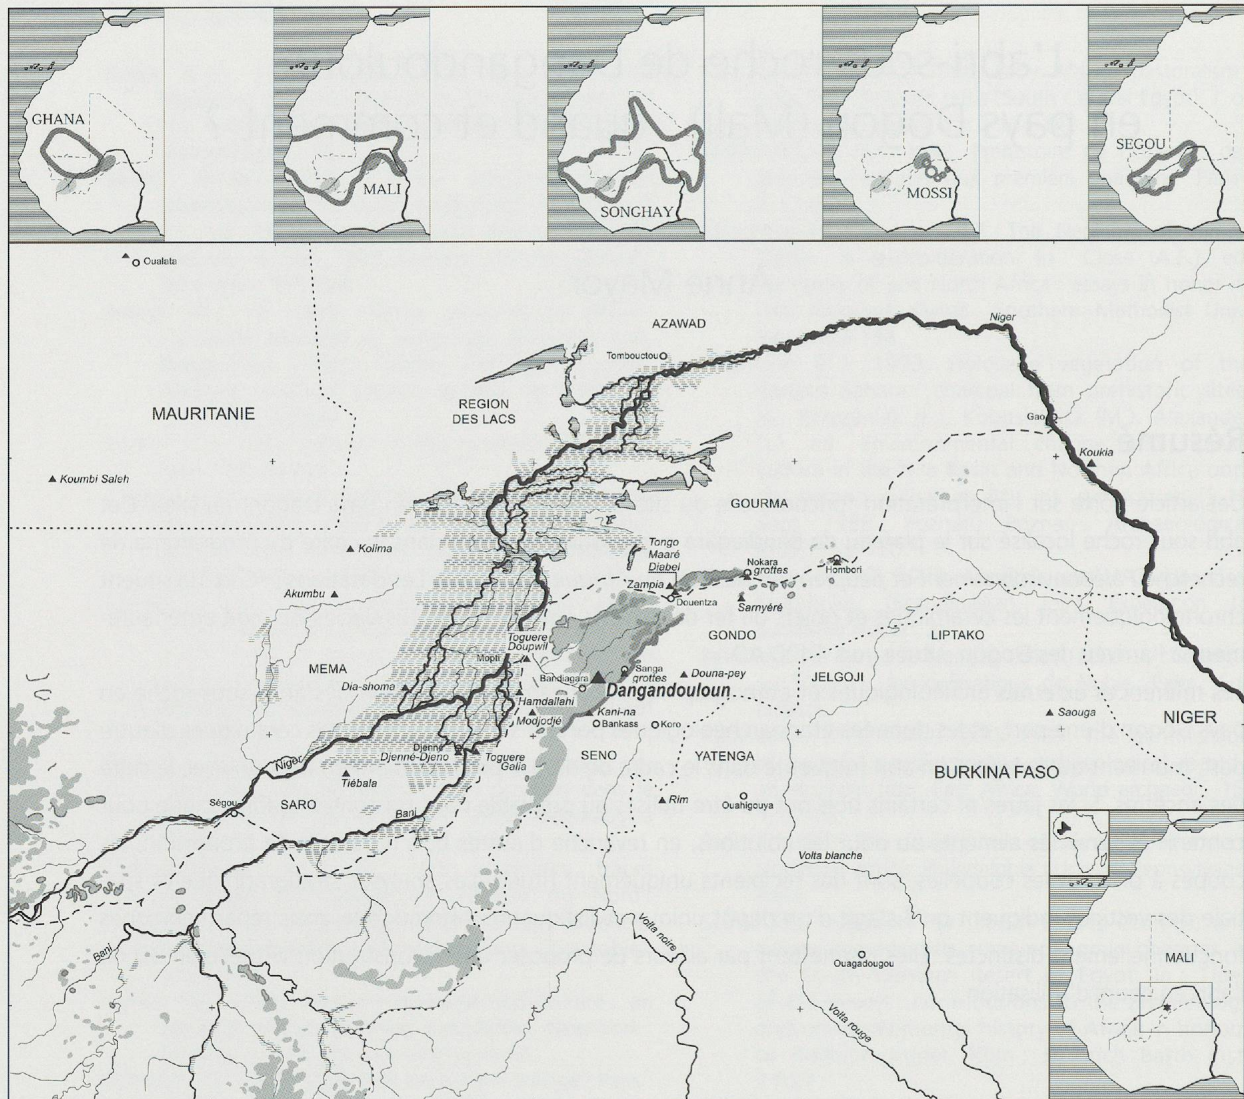 GHANA
MALI
SONGHAY
MOSSI
SEGOU
Oualata
AZAWAD
Niger
Tombouctou
MAURITANIE
REGION
DES LACS
Gao
Koukia
Koumbi Saleh
GOURMA
Kolima
Tongo
Maaré
Diabel
Nokara
grottes
Hombori
Akumbu
Zampia
Douentza
Sarnyéré
Toguere
Doupwil
GONDO
LIPTAKO
MEMA
Mopti
Sanga
grottes
Douna-pey
JELGOJI
Dia-shoma
Bandiagara
Dangandouloun
Hamdallahi
Modjodjé
Kani-na
Bankass
Koro
Saouga
NIGER
Djenné
Djenné-Djeno
Toguere
Galia
SENO
YATENGA
Niger
Tiébala
BURKINA FASO
Ségou
SARO
Bani
Rim
Ouahigouya
Volta blanche
Bani
Volta noire
Ouagadougou
MALI
Volta rouge